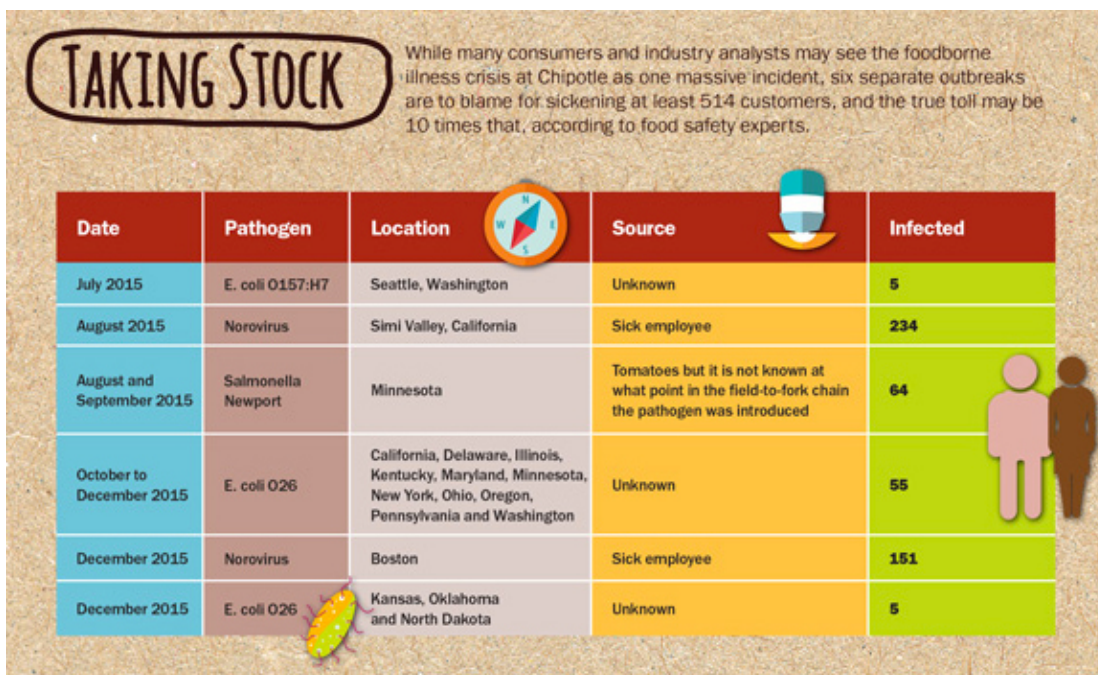 TAKING STOCK
While many consumers and industry analysts may see the foodborne
illness crisis at Chipotle as one massive incident, six separate outbreaks
are to blame for sickening at least 514 customers, and the true toll may be
10 times that, according to food safety experts.
Date Pathogen Location Source Infected
N
W E
S
July 2015 E. coli O157:H7 Seattle, Washington Unknown 5
August 2015 Norovirus Simi Valley, California Sick employee 234
August and
September 2015
Salmonella
Newport
Minnesota
Tomatoes but it is not known at
what point in the field-to-fork chain
the pathogen was introduced
64
October to
December 2015
E. coli O26
California, Delaware, Illinois,
Kentucky, Maryland, Minnesota,
New York, Ohio, Oregon,
Pennsylvania and Washington
Unknown
55
December 2015 Norovirus Boston Sick employee 151
December 2015 E. coli O26
Kansas, Oklahoma
and North Dakota
Unknown 5